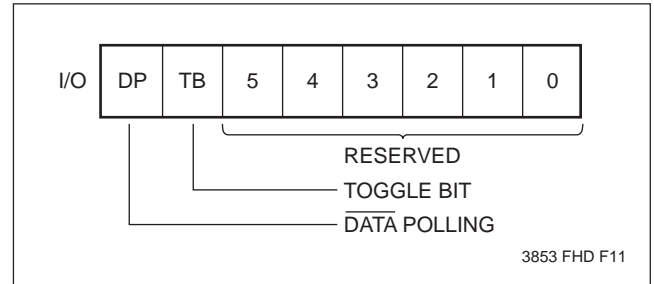 I/O DP TB 5 4 3 2 1 0
RESERVED
TOGGLE BIT
DATA POLLING
3853 FHD F11